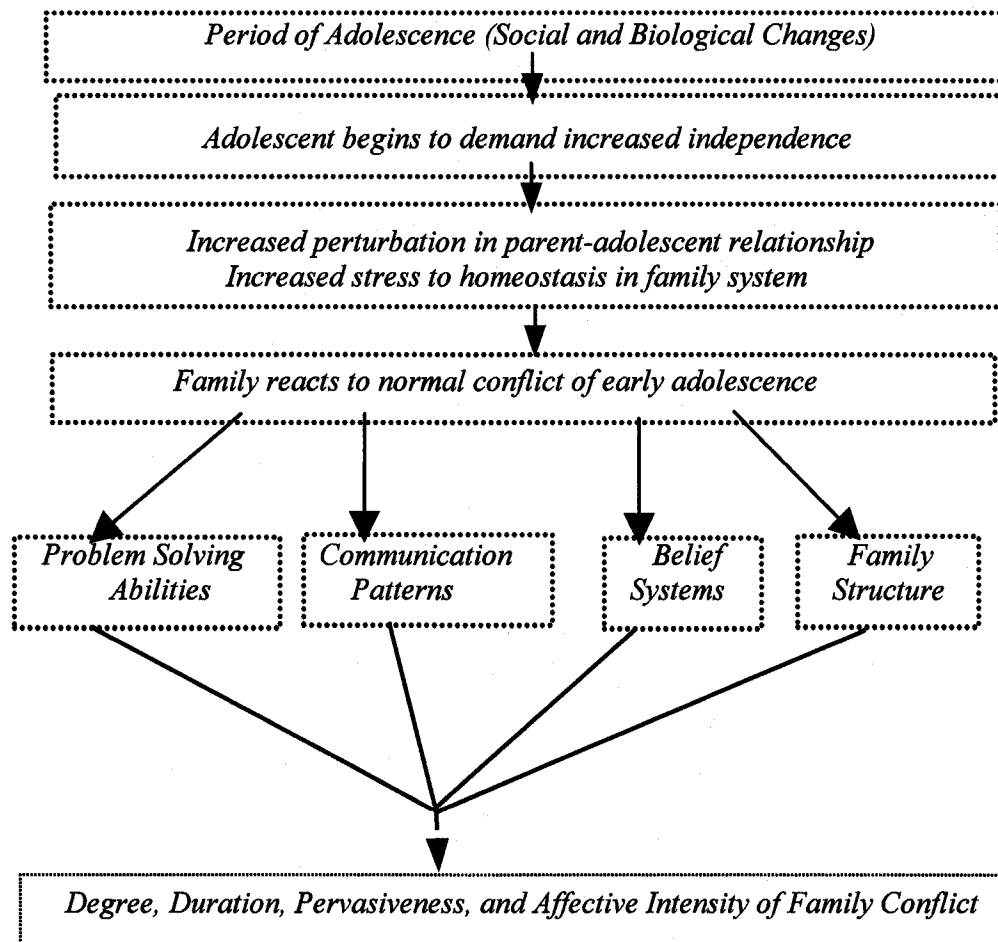 Period of Adolescence (Social and Biological Changes)
Adolescent begins to demand increased independence
Increased perturbation in parent-adolescent relationship
Increased stress to homeostasis in family system
Family reacts to normal conflict of early adolescence
Problem Solving
Abilities
Communication
Patterns
Belief
Systems
Family
Structure
Degree, Duration, Pervasiveness, and Affective Intensity of Family Conflict